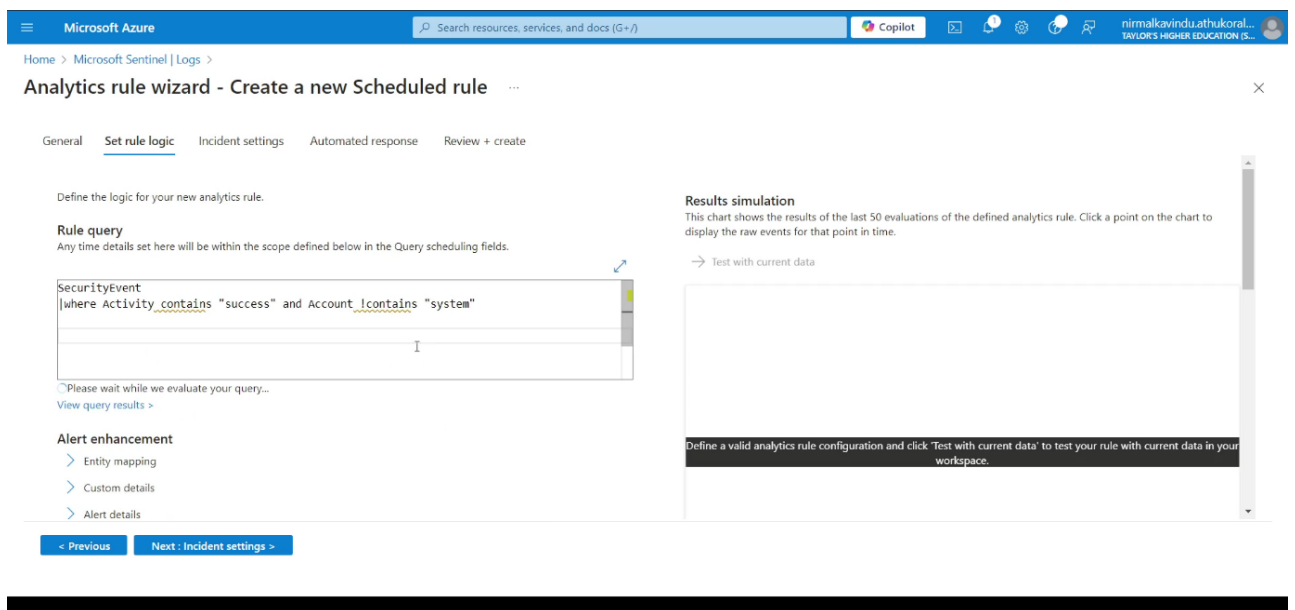 Microsoft Azure
Search resources, services, and docs (G+/)
Copilot
1
nirmalkavindu.athukoral...
TAYLOR'S HIGHER EDUCATION (S...
Home > Microsoft Sentinel | Logs >
Analytics rule wizard - Create a new Scheduled rule ...
General Set rule logic Incident settings Automated response Review + create
Define the logic for your new analytics rule.
Rule query
Any time details set here will be within the scope defined below in the Query scheduling fields.
SecurityEvent
|where Activity contains "success" and Account !contains "system"
Please wait while we evaluate your query...
View query results >
Alert enhancement
Entity mapping
Custom details
Alert details
Results simulation
This chart shows the results of the last 50 evaluations of the defined analytics rule. Click a point on the chart to
display the raw events for that point in time.
Test with current data
Define a valid analytics rule configuration and click 'Test with current data' to test your rule with current data in your
workspace.
< Previous
Next : Incident settings >